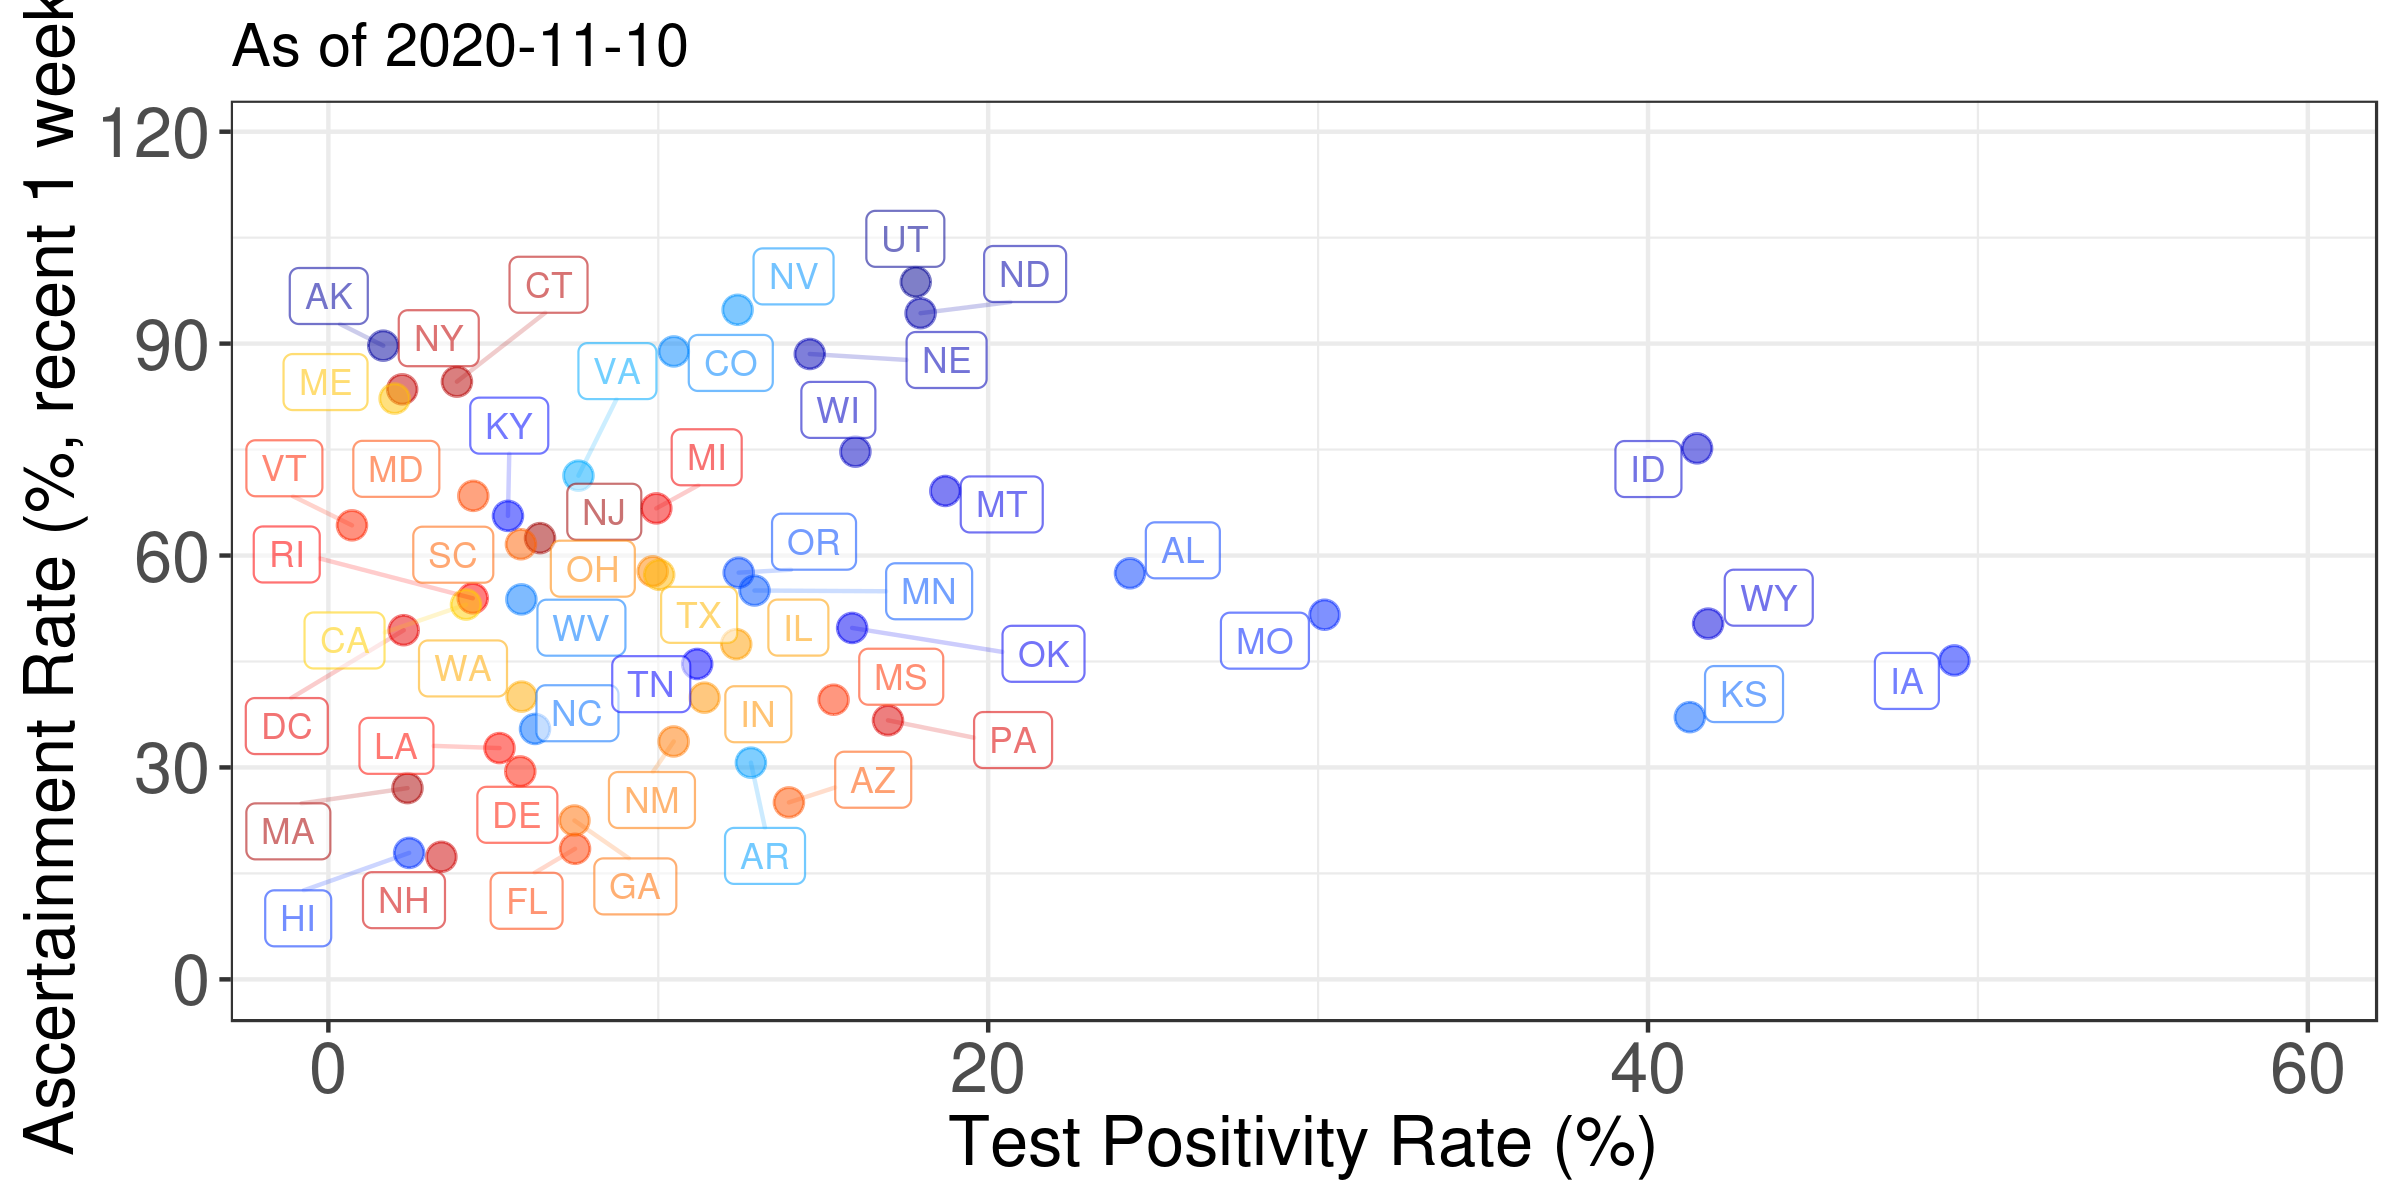 As of 2020-11-10
Ascertainment Rate (%, recent 1 week
120
90
60
30
0
UT
ND
NV
CT
AK
NY
NE
CO
VA
ME
WI
KY
MI
VT
MD
ID
MT
NJ
OR
AL
RI
SC
OH
MN
WY
TX
IL
WV
CA
MO
OK
WA
MS
TN
IA
KS
NC
IN
DC
PA
LA
AZ
NM
DE
MA
AR
GA
NH
FL
HI
0
20
40
60
Test Positivity Rate (%)